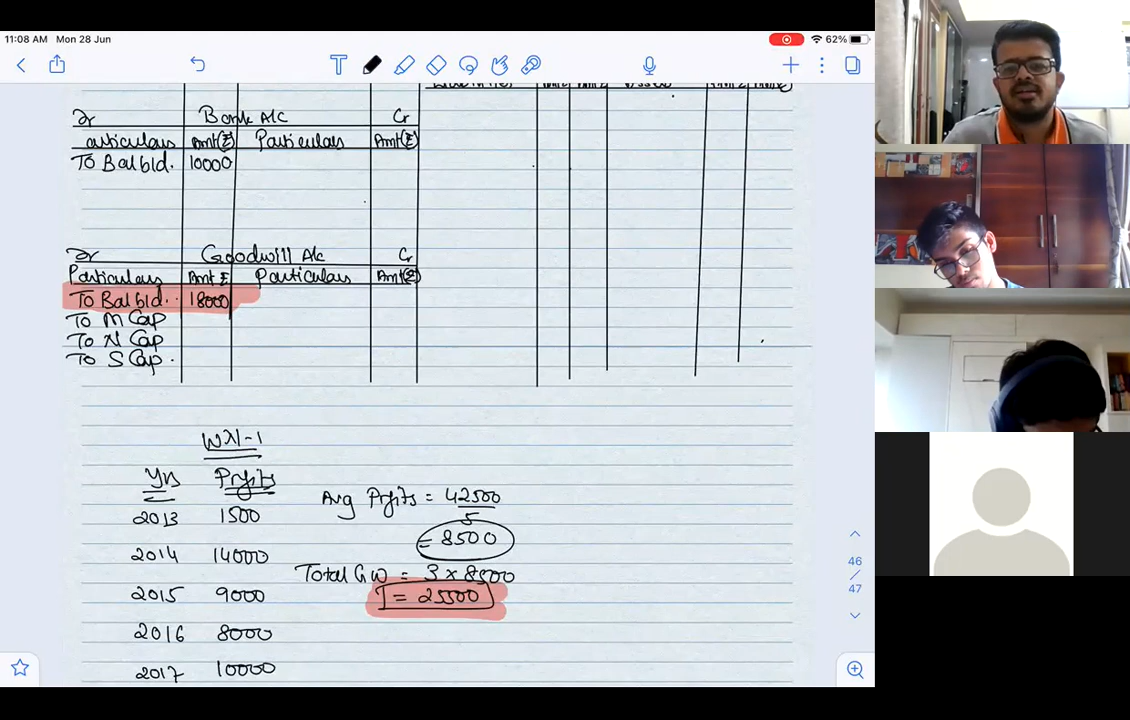 11:08 AM Mon 28 Jun
62%
Dr Bank A/c Cr
articulars Amt(₹) Particulars Amt(₹)
To Bal b/d. 10000
Dr Goodwill A/c Cr
Particulars Amt ₹ Particulars Amt(₹)
To Bal b/d. 18000
To M Cap
To N Cap
To S Cap.
WN-1
Yrs Profits
2013 1500
2014 14000
2015 9000
2016 8000
2017 10000
Avg Profits = 42500
5
= 8500
Total GW = 3 x 8500
= 25500
46
/
47